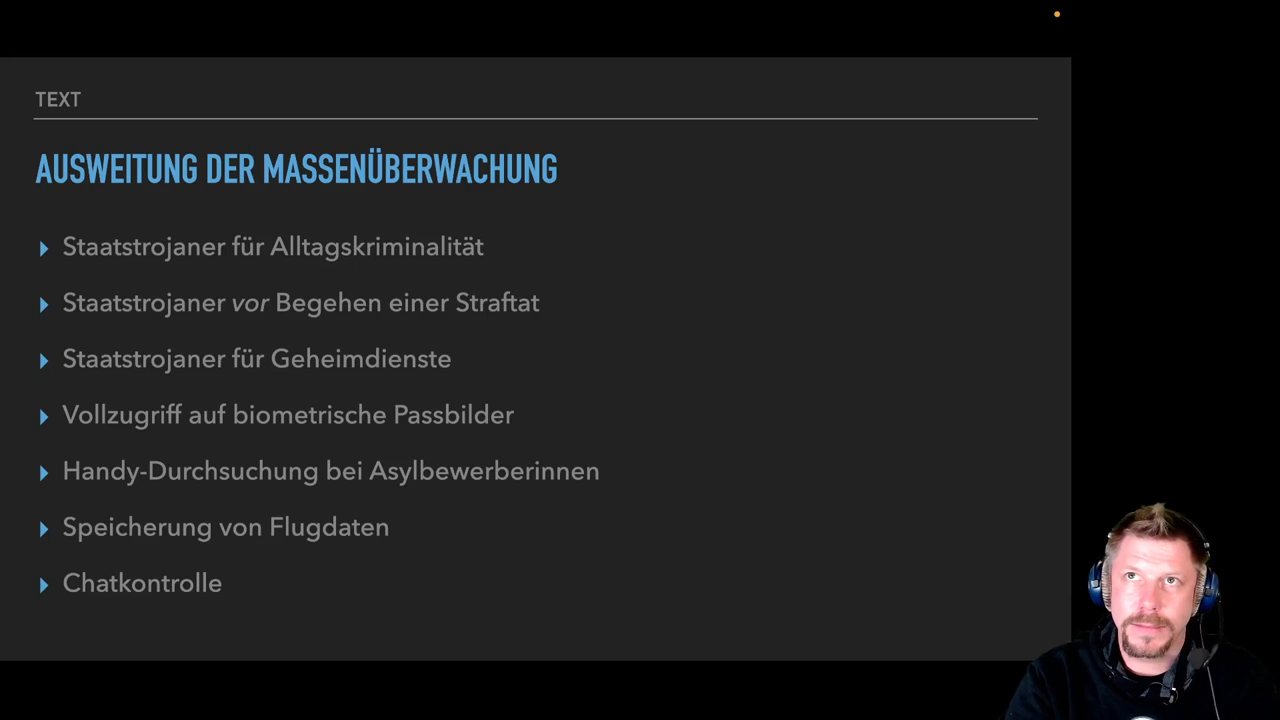 TEXT
AUSWEITUNG DER MASSENÜBERWACHUNG
Staatstrojaner für Alltagskriminalität
Staatstrojaner vor Begehen einer Straftat
Staatstrojaner für Geheimdienste
Vollzugriff auf biometrische Passbilder
Handy-Durchsuchung bei Asylbewerberinnen
Speicherung von Flugdaten
Chatkontrolle